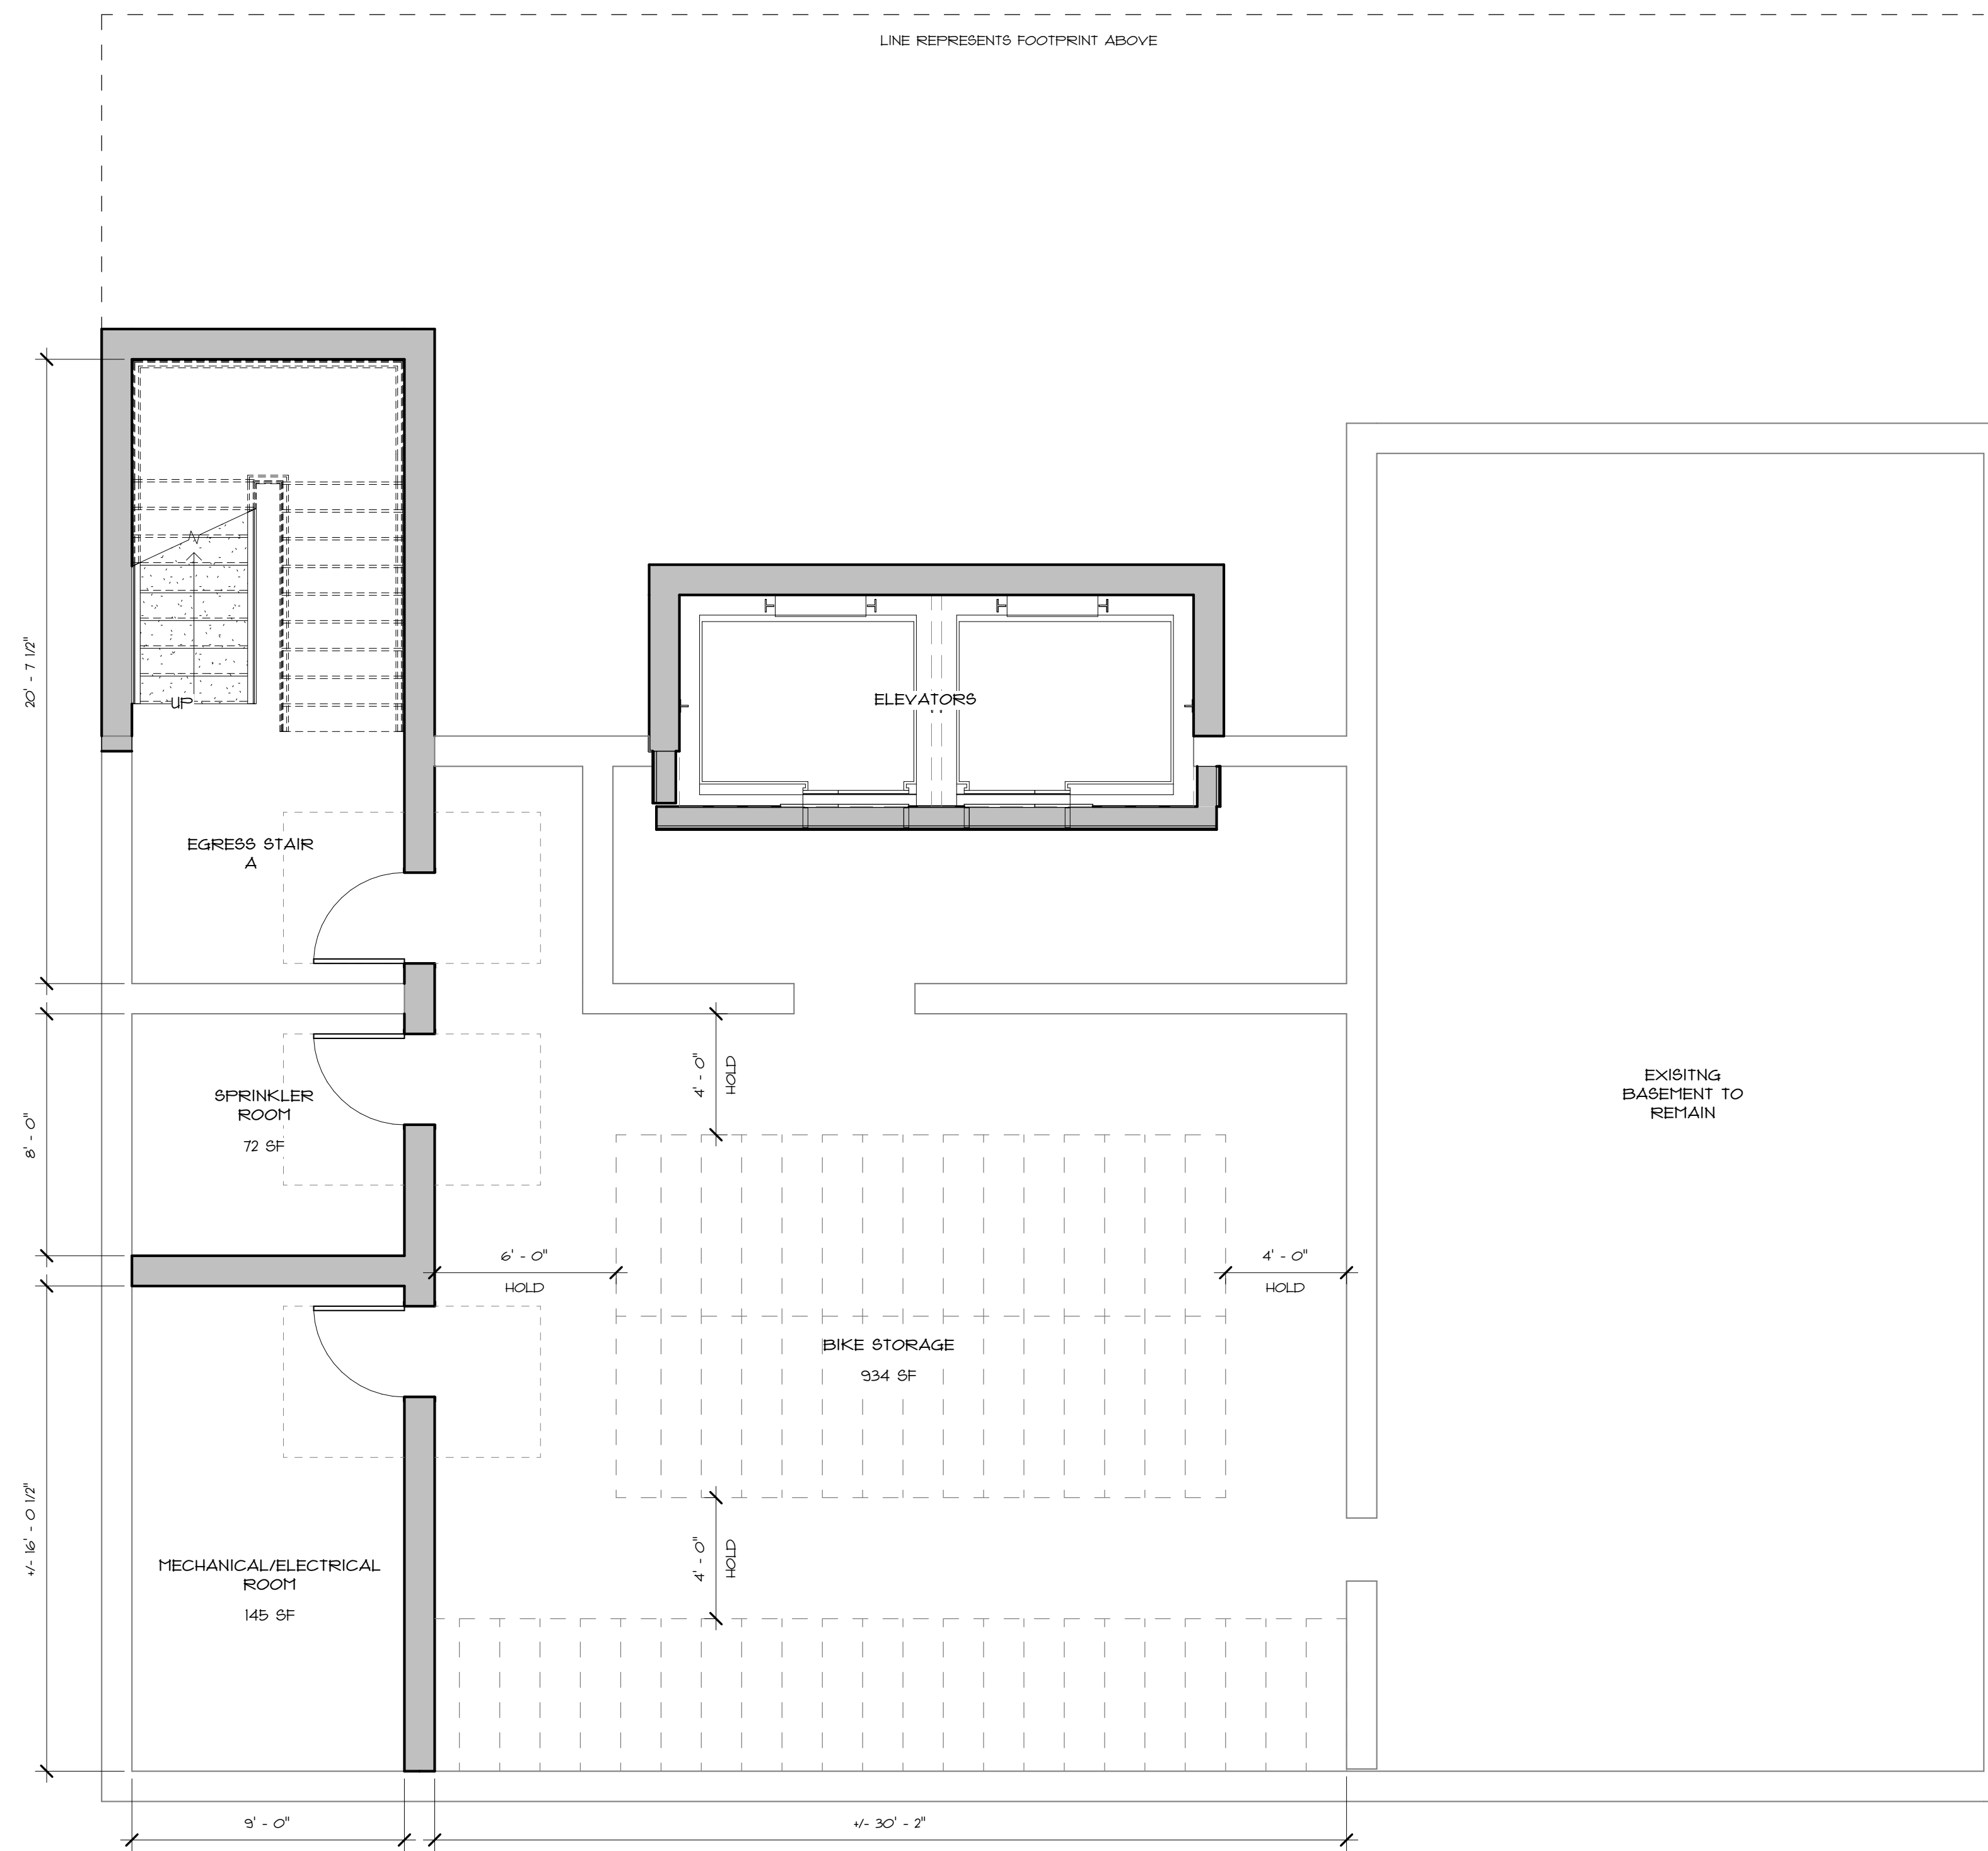 LINE REPRESENTS FOOTPRINT ABOVE
20' - 7 1/2"
UP
ELEVATORS
EGRESS STAIR
A
4' - 0"
HOLD
EXISITNG
BASEMENT TO
REMAIN
SPRINKLER
ROOM
72 SF
8' - 0"
6' - 0"
HOLD
4' - 0"
HOLD
BIKE STORAGE
934 SF
+/- 16' - 0 1/2"
4' - 0"
HOLD
MECHANICAL/ELECTRICAL
ROOM
145 SF
9' - 0"
+/- 30' - 2"